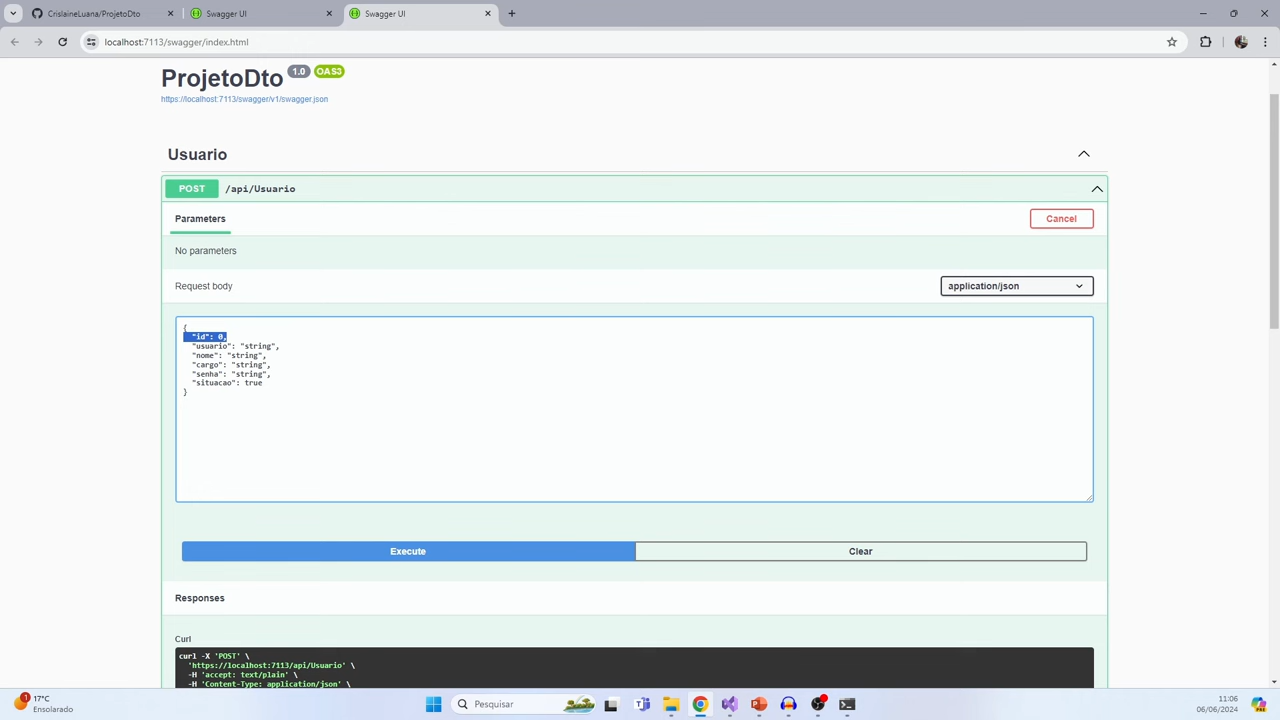 CrislaineLuana/ProjetoDto
Swagger UI
Swagger UI
localhost:7113/swagger/index.html
ProjetoDto 1.0 OAS3
https://localhost:7113/swagger/v1/swagger.json
Usuario
POST /api/Usuario
Parameters
Cancel
No parameters
Request body
application/json
{
"id": 0,
"usuario": "string",
"nome": "string",
"cargo": "string",
"senha": "string",
"situacao": true
}
Execute
Clear
Responses
Curl
curl -X 'POST' \
'https://localhost:7113/api/Usuario' \
-H 'accept: text/plain' \
-H 'Content-Type: application/json' \
1
17°C
Ensolarado
Pesquisar
11:06
06/06/2024